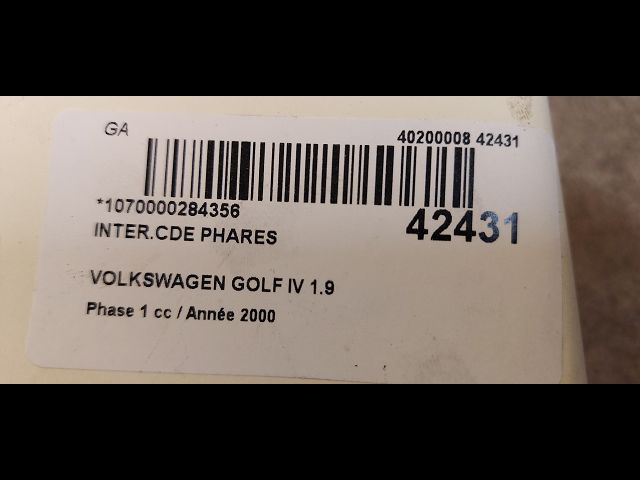 GA
40200008 42431
*1070000284356
42431
INTER.CDE PHARES
VOLKSWAGEN GOLF IV 1.9
Phase 1 cc / Année 2000